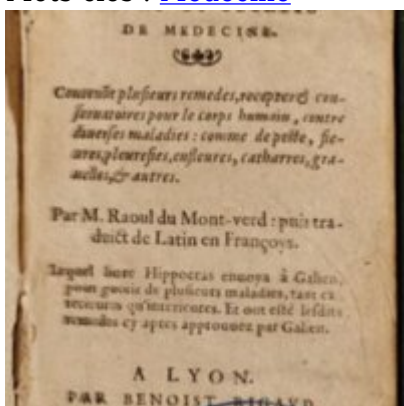 DE MEDECINE.
Contenãt plusieurs remedes, receptes & con-
seruatoires pour le corps humain, contre
diuerses maladies : comme de peste, fie-
ures, pleuresies, enfleures, catharres, gra-
uelles, & autres.
Par M. Raoul du Mont-verd : puis tra-
duict de Latin en Françoys.
Lequel liure Hippocras enuoya à Galien,
pour guerir de plusieurs maladies, tant ex
terieures qu'interieures. Et ont esté lesdits
remedes cy apres approuuez par Galien.
A LYON.
PAR BENOIST RIGAVD